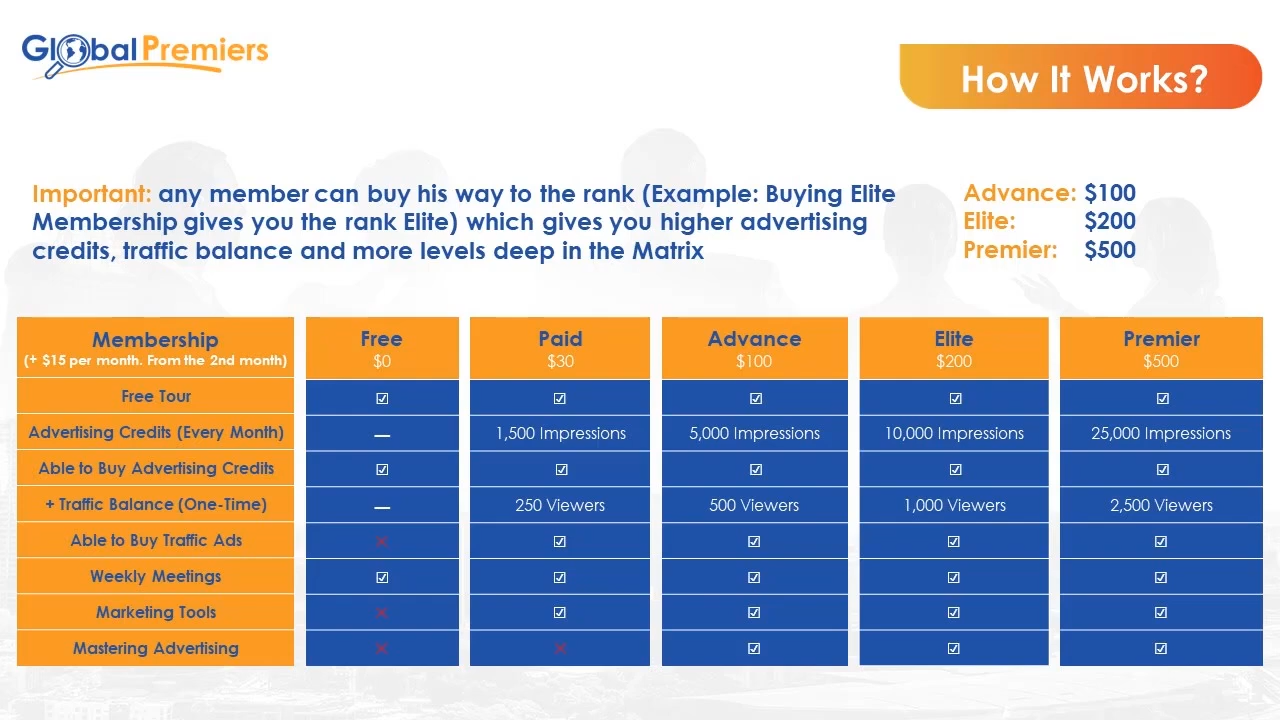 Global Premiers
How It Works?
Important: any member can buy his way to the rank (Example: Buying Elite
Membership gives you the rank Elite) which gives you higher advertising
credits, traffic balance and more levels deep in the Matrix
Advance: $100
Elite: $200
Premier: $500
Membership
(+ $15 per month. From the 2nd month)
Free
$0
Paid
$30
Advance
$100
Elite
$200
Premier
$500
Free Tour ☑ ☑ ☑ ☑ ☑
Advertising Credits (Every Month) — 1,500 Impressions 5,000 Impressions 10,000 Impressions 25,000 Impressions
Able to Buy Advertising Credits ☑ ☑ ☑ ☑ ☑
+ Traffic Balance (One-Time) — 250 Viewers 500 Viewers 1,000 Viewers 2,500 Viewers
Able to Buy Traffic Ads ✕ ☑ ☑ ☑ ☑
Weekly Meetings ☑ ☑ ☑ ☑ ☑
Marketing Tools ✕ ☑ ☑ ☑ ☑
Mastering Advertising ✕ ✕ ☑ ☑ ☑